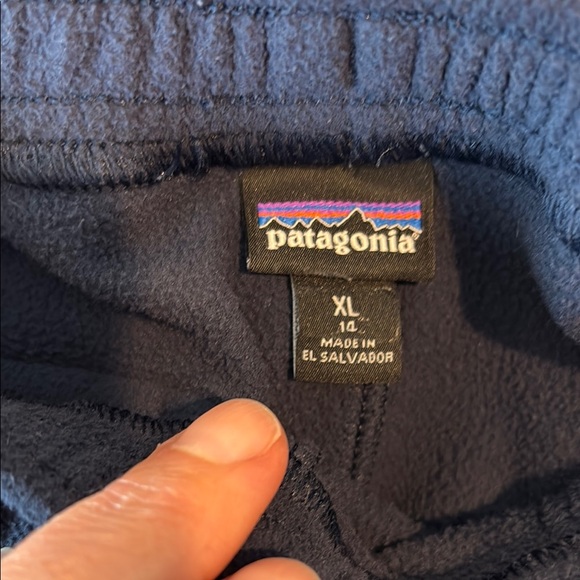 patagonia
XL
14
MADE IN
EL SALVADOR